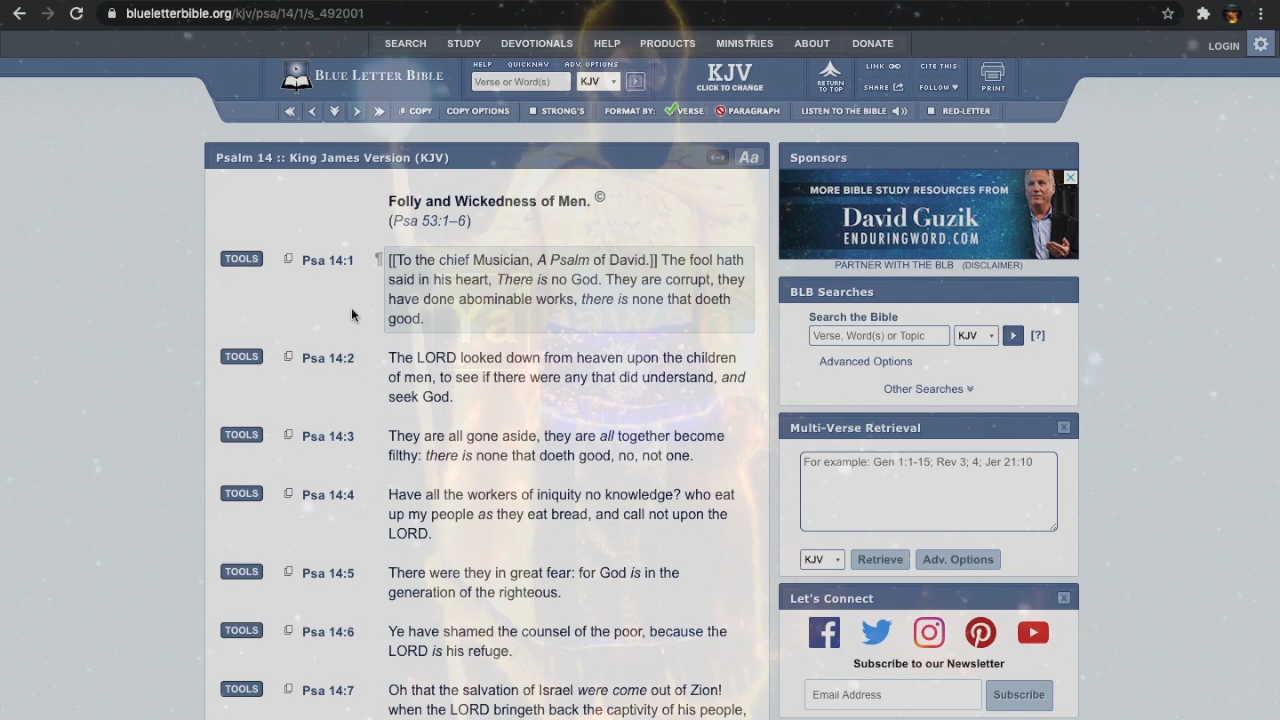 blueletterbible.org/kjv/psa/14/1/s_492001
SEARCH STUDY DEVOTIONALS HELP PRODUCTS MINISTRIES ABOUT DONATE
LOGIN
HELP QUICKNAV ADV. OPTIONS
BLUE LETTER BIBLE
Verse or Word(s) KJV
KJV
CLICK TO CHANGE
RETURN
TO TOP
LINK CITE THIS
SHARE FOLLOW
PRINT
COPY COPY OPTIONS STRONG'S FORMAT BY: VERSE PARAGRAPH LISTEN TO THE BIBLE RED-LETTER
Psalm 14 :: King James Version (KJV)
Aa
Folly and Wickedness of Men. ©
(Psa 53:1–6)
TOOLS Psa 14:1 ¶ [[To the chief Musician, A Psalm of David.]] The fool hath
said in his heart, There is no God. They are corrupt, they
have done abominable works, there is none that doeth
good.
TOOLS Psa 14:2 The LORD looked down from heaven upon the children
of men, to see if there were any that did understand, and
seek God.
TOOLS Psa 14:3 They are all gone aside, they are all together become
filthy: there is none that doeth good, no, not one.
TOOLS Psa 14:4 Have all the workers of iniquity no knowledge? who eat
up my people as they eat bread, and call not upon the
LORD.
TOOLS Psa 14:5 There were they in great fear: for God is in the
generation of the righteous.
TOOLS Psa 14:6 Ye have shamed the counsel of the poor, because the
LORD is his refuge.
TOOLS Psa 14:7 Oh that the salvation of Israel were come out of Zion!
when the LORD bringeth back the captivity of his people,
Sponsors
MORE BIBLE STUDY RESOURCES FROM
David Guzik
ENDURINGWORD.COM
PARTNER WITH THE BLB (DISCLAIMER)
BLB Searches
Search the Bible
Verse, Word(s) or Topic KJV [?]
Advanced Options
Other Searches
Multi-Verse Retrieval
For example: Gen 1:1-15; Rev 3; 4; Jer 21:10
KJV Retrieve Adv. Options
Let's Connect
Subscribe to our Newsletter
Email Address Subscribe